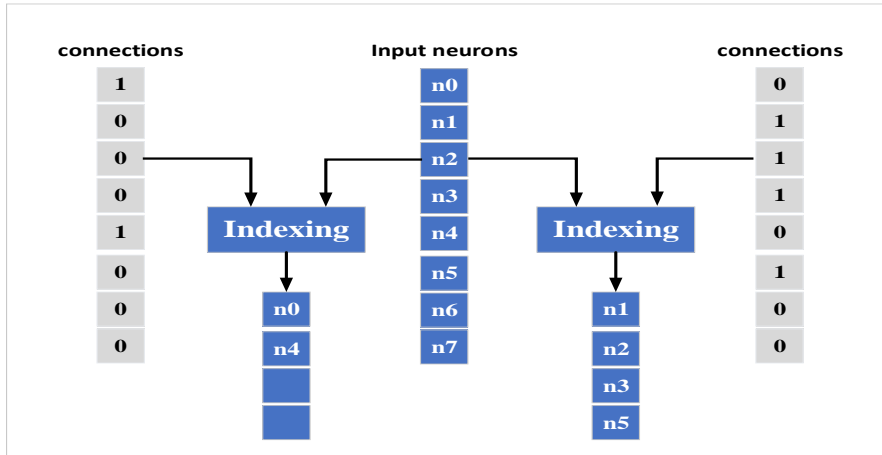 connections Input neurons connections
1 n0 0
0 n1 1
0 n2 1
0 n3 1
Indexing Indexing
1 n4 0
0 n5 1
n0 n1
0 n6 0
n4 n2
0 n7 0
n3
n5